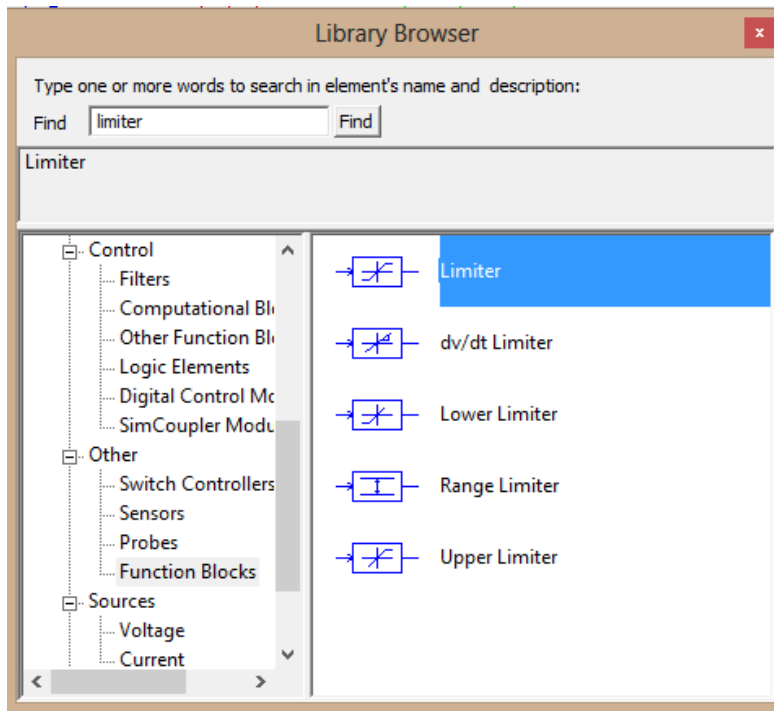 Library Browser
x
Type one or more words to search in element's name and description:
Find limiter Find
Limiter
Control
Filters
Computational Bl
Other Function Bl
Logic Elements
Digital Control Mo
SimCoupler Modu
Other
Switch Controllers
Sensors
Probes
Function Blocks
Sources
Voltage
Current
Limiter
dv/dt Limiter
Lower Limiter
Range Limiter
Upper Limiter